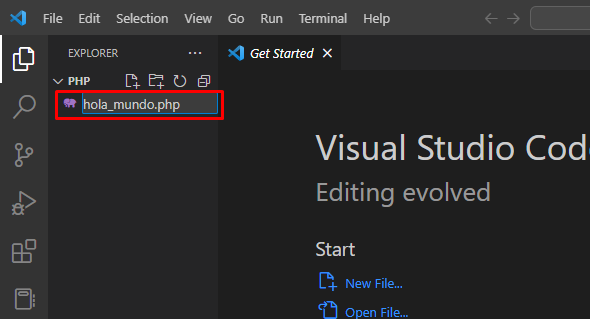 File Edit Selection View Go Run Terminal Help
EXPLORER
Get Started
PHP
hola_mundo.php
Visual Studio Cod
Editing evolved
Start
New File...
Open File...